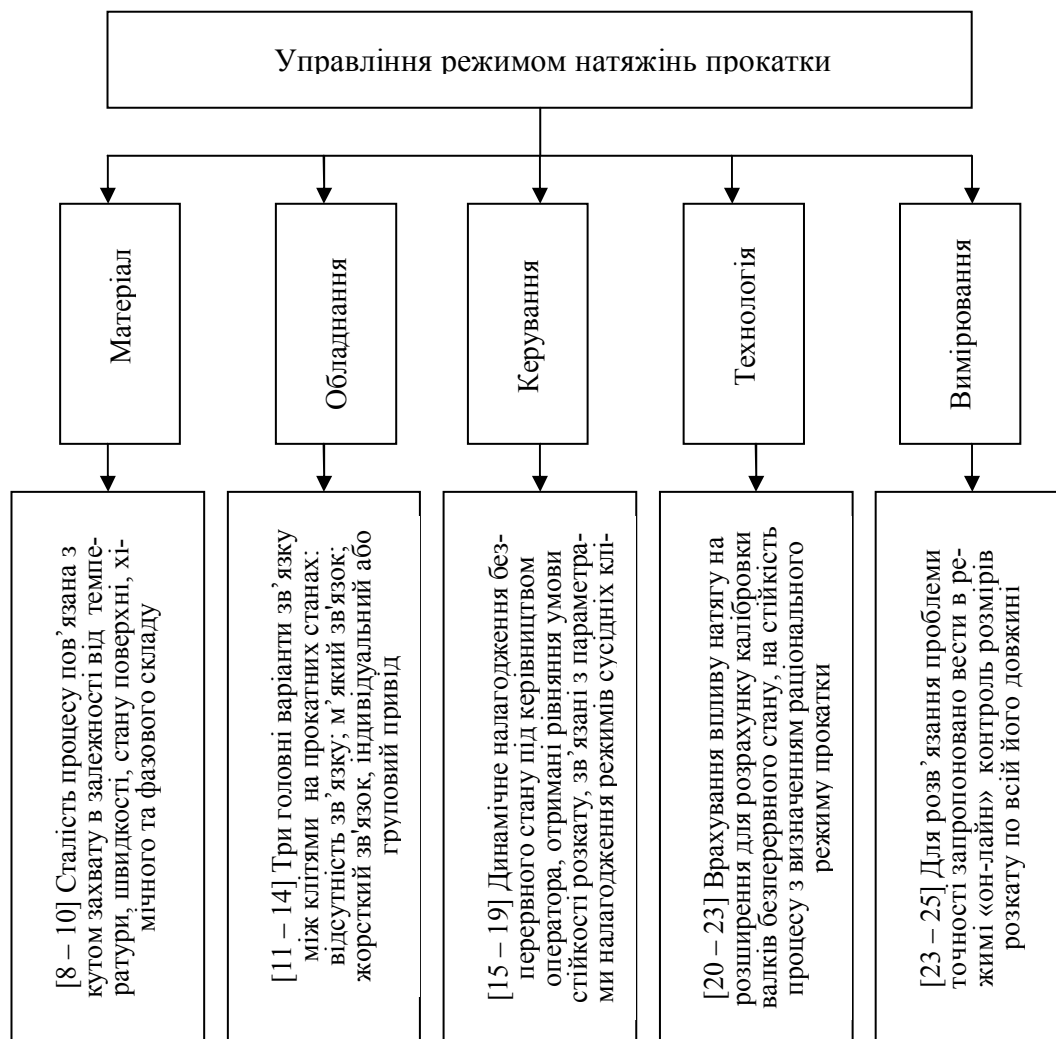 Управління режимом натяжінь прокатки
Матеріал
Обладнання
Керування
Технологія
Вимірювання
[8 – 10] Сталість процесу пов’язана з
кутом захвату в залежності від темпе-
ратури, швидкості, стану поверхні, хі-
мічного та фазового складу
[11 – 14] Три головні варіанти зв’язку
між клітями на прокатних станах:
відсутність зв’язку; м’який зв'язок;
жорсткий зв'язок, індивідуальний або
груповий привід
[15 – 19] Динамічне налагодження без-
перервного стану під керівництвом
оператора, отримані рівняння умови
стійкості розкату, зв’язані з параметра-
ми налагодження режимів сусідніх клі-
[20 – 23] Врахування впливу натягу на
розширення для розрахунку калібровки
валків безперервного стану, на стійкість
процесу з визначенням раціонального
режиму прокатки
[23 – 25] Для розв’язання проблеми
точності запропоновано вести в ре-
жимі «он-лайн» контроль розмірів
розкату по всій його довжині